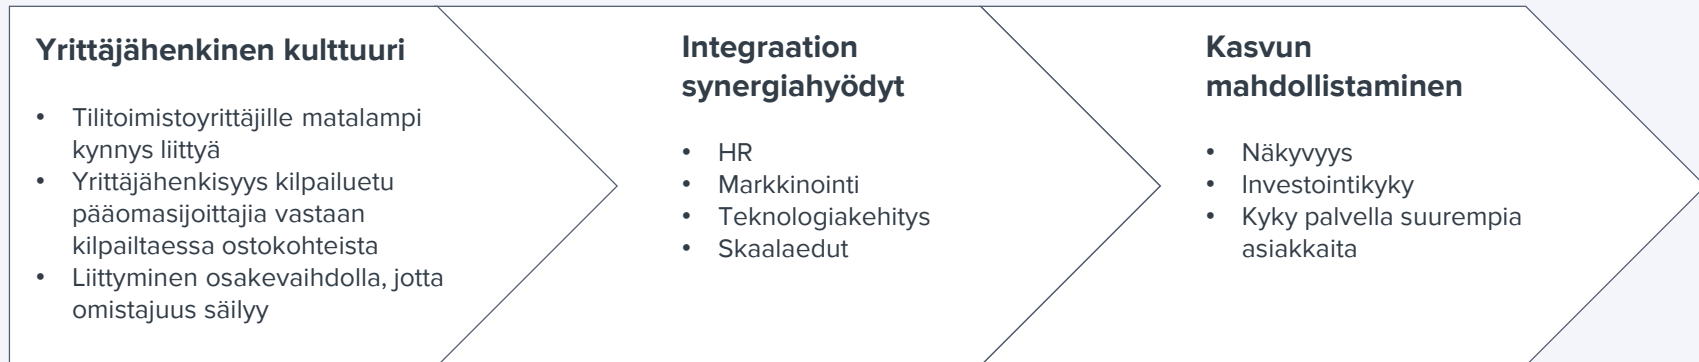 Yrittäjähenkinen kulttuuri
• Tilitoimistoyrittäjille matalampi
kynnys liittyä
• Yrittäjähenkisyys kilpailuetu
pääomasijoittajia vastaan
kilpailtaessa ostokohteista
• Liittyminen osakevaihdolla, jotta
omistajuus säilyy
Integraation
synergiahyödyt
• HR
• Markkinointi
• Teknologiakehitys
• Skaalaedut
Kasvun
mahdollistaminen
• Näkyvyys
• Investointikyky
• Kyky palvella suurempia
asiakkaita